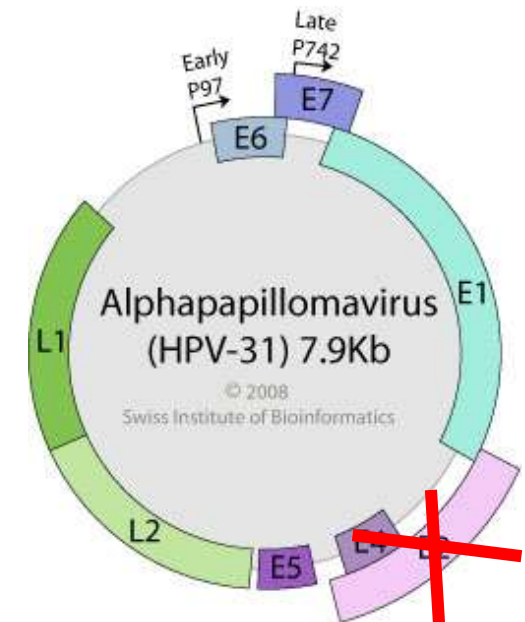 Late
P742
Early
P97
E7
E6
E1
L1
Alphapapillomavirus
(HPV-31) 7.9Kb
© 2008
Swiss Institute of Bioinformatics
L2
E4
E5